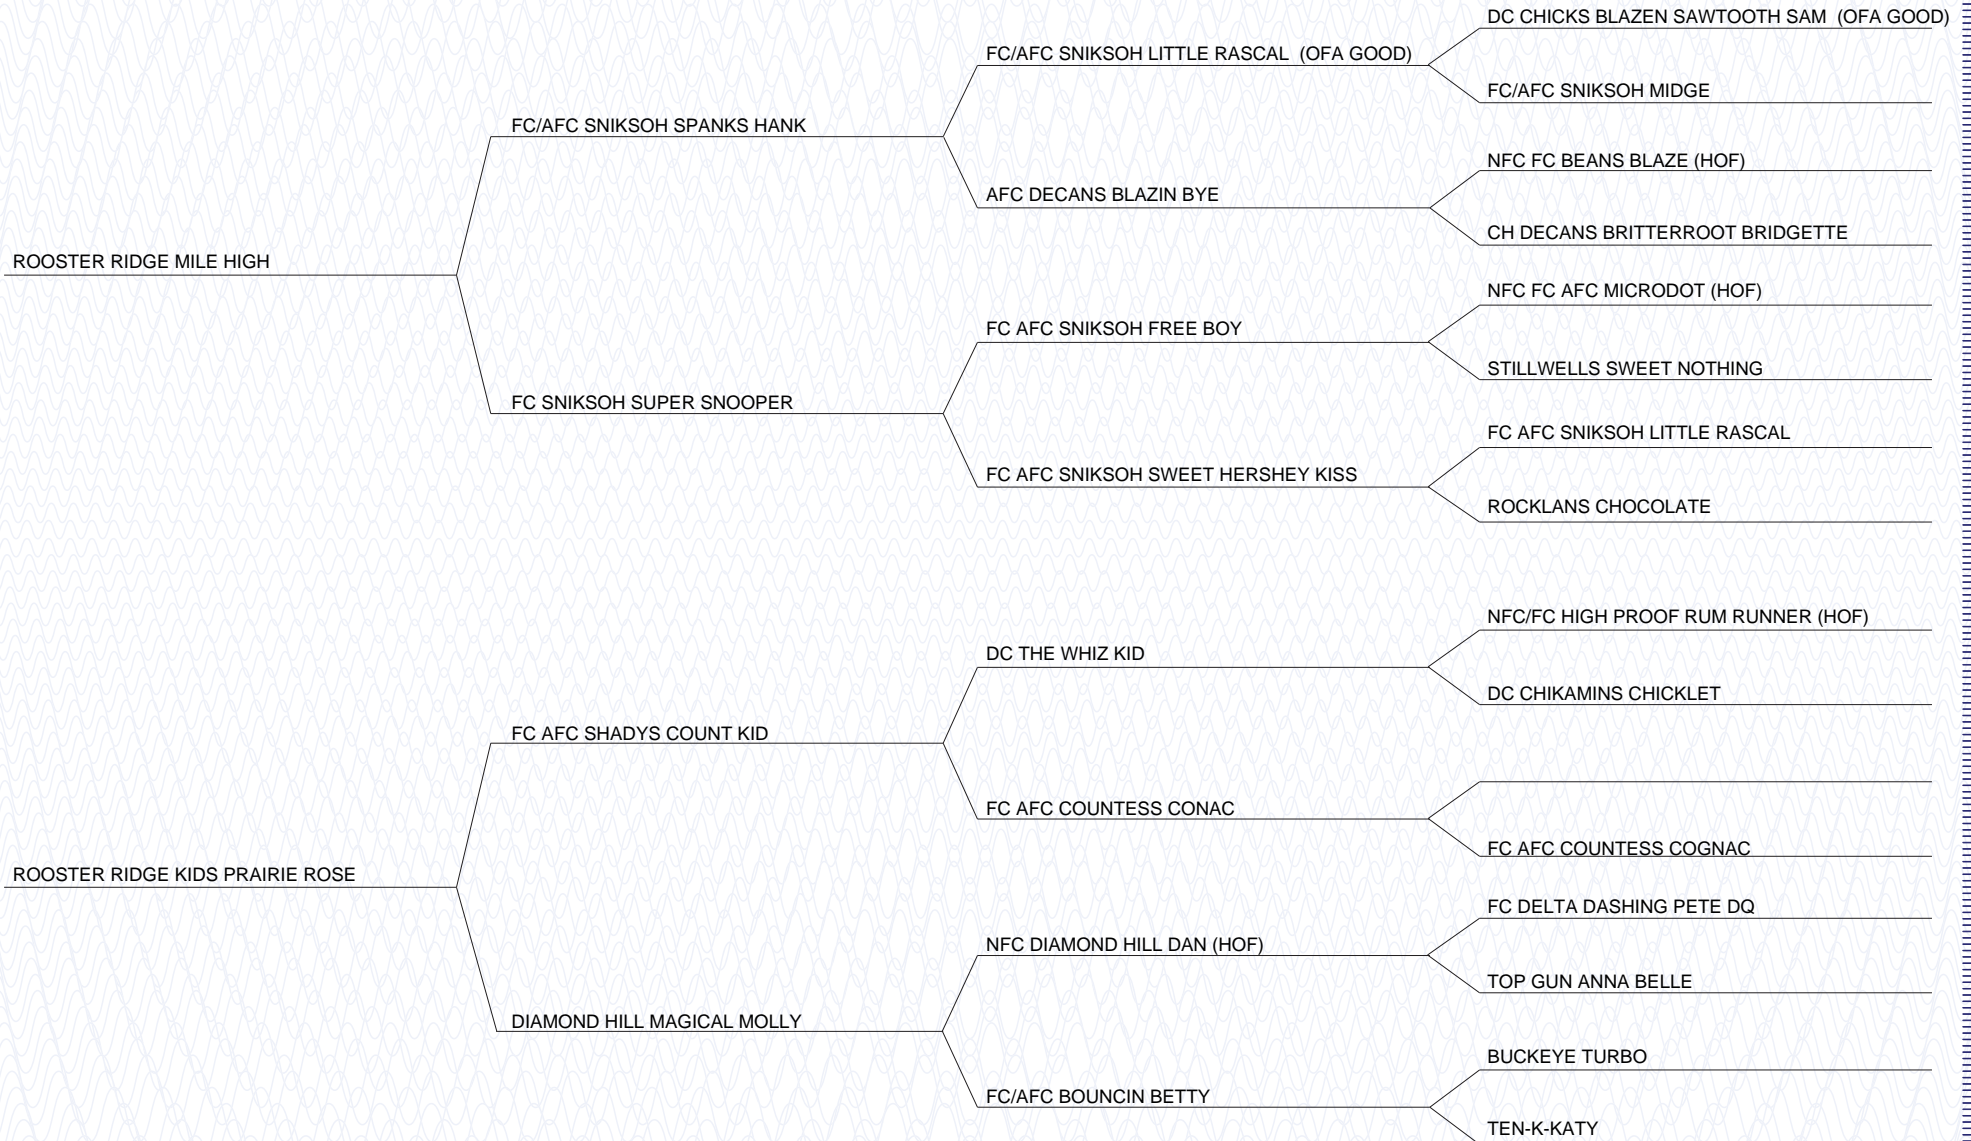 DC CHICKS BLAZEN SAWTOOTH SAM  (OFA GOOD)
FC/AFC SNIKSOH LITTLE RASCAL  (OFA GOOD)
FC/AFC SNIKSOH MIDGE
FC/AFC SNIKSOH SPANKS HANK
NFC FC BEANS BLAZE (HOF)
AFC DECANS BLAZIN BYE
CH DECANS BRITTERROOT BRIDGETTE
ROOSTER RIDGE MILE HIGH
NFC FC AFC MICRODOT (HOF)
FC AFC SNIKSOH FREE BOY
STILLWELLS SWEET NOTHING
FC SNIKSOH SUPER SNOOPER
FC AFC SNIKSOH LITTLE RASCAL
FC AFC SNIKSOH SWEET HERSHEY KISS
ROCKLANS CHOCOLATE
NFC/FC HIGH PROOF RUM RUNNER (HOF)
DC THE WHIZ KID
DC CHIKAMINS CHICKLET
FC AFC SHADYS COUNT KID
FC AFC COUNTESS CONAC
FC AFC COUNTESS COGNAC
ROOSTER RIDGE KIDS PRAIRIE ROSE
FC DELTA DASHING PETE DQ
NFC DIAMOND HILL DAN (HOF)
TOP GUN ANNA BELLE
DIAMOND HILL MAGICAL MOLLY
BUCKEYE TURBO
FC/AFC BOUNCIN BETTY
TEN-K-KATY